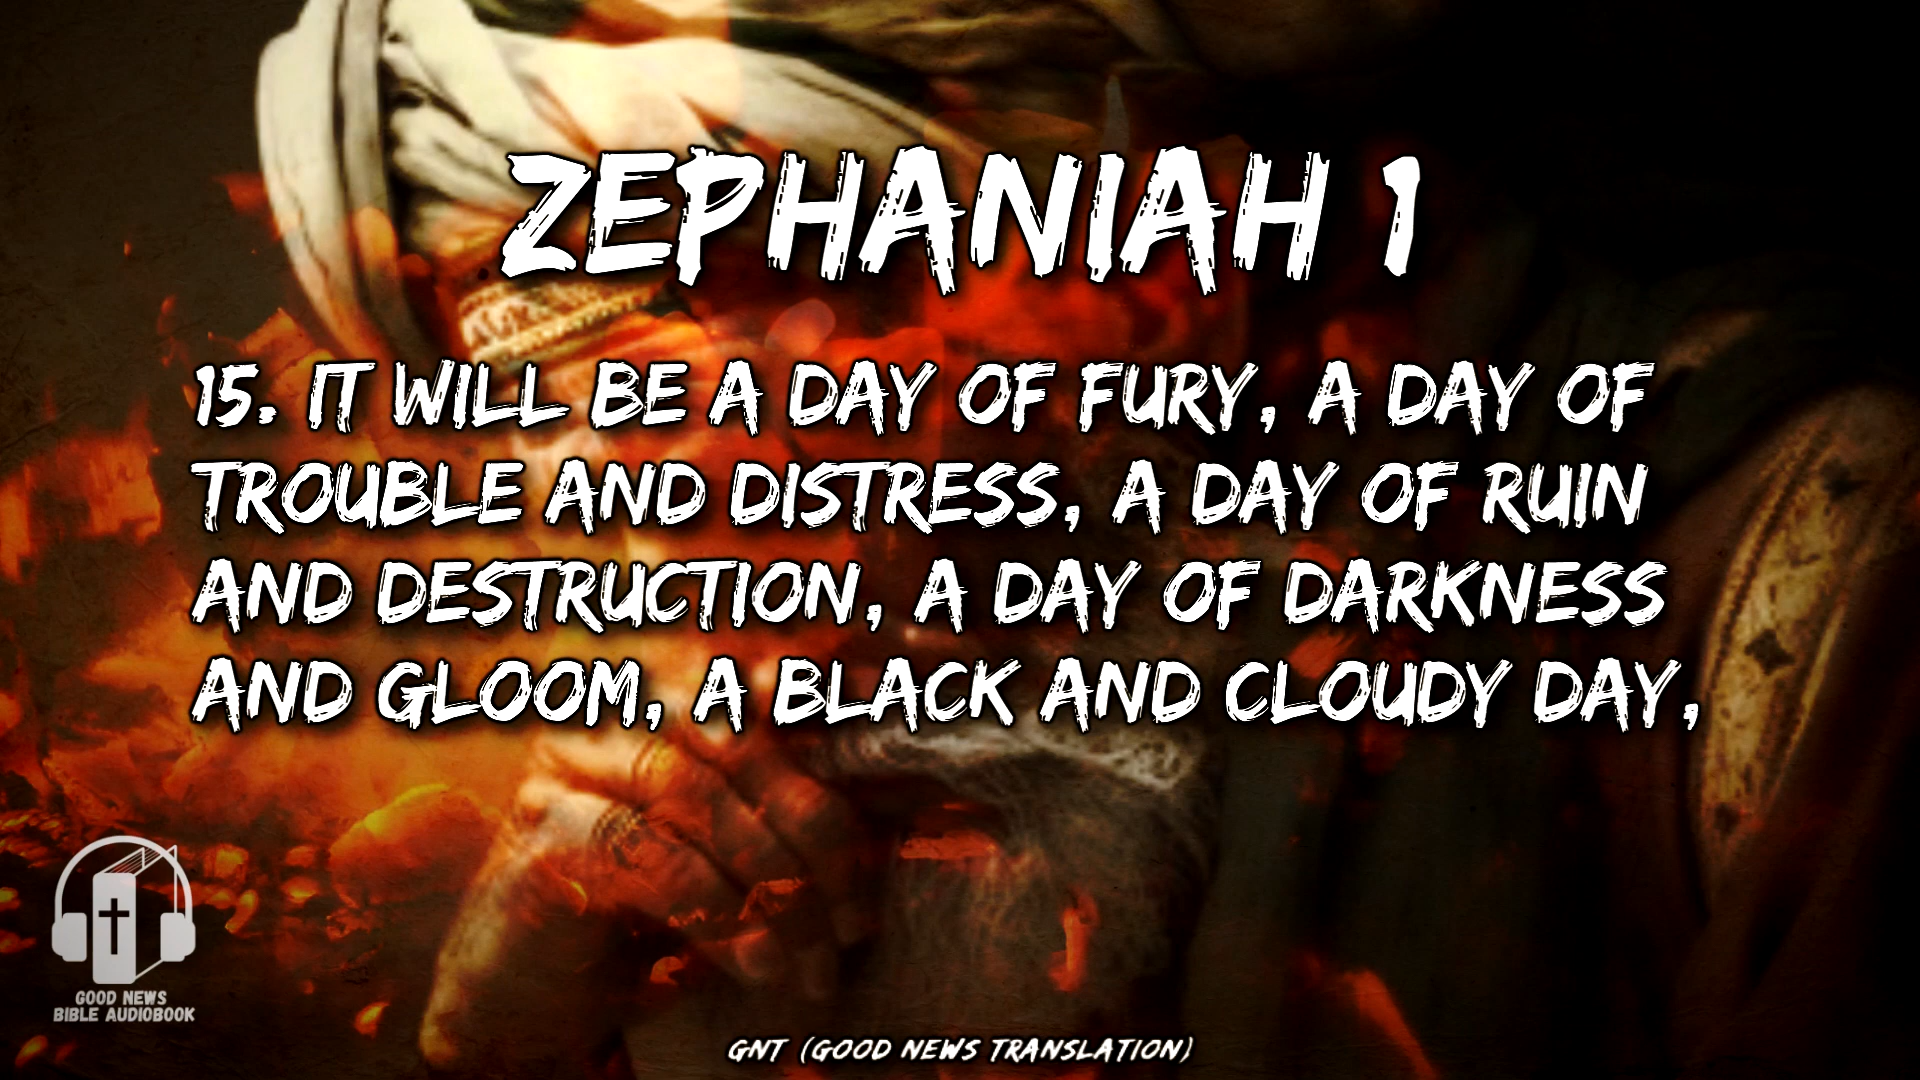 ZEPHANIAH 1
15. IT WILL BE A DAY OF FURY, A DAY OF
TROUBLE AND DISTRESS, A DAY OF RUIN
AND DESTRUCTION, A DAY OF DARKNESS
AND GLOOM, A BLACK AND CLOUDY DAY,
GOOD NEWS
BIBLE AUDIOBOOK
GNT (GOOD NEWS TRANSLATION)